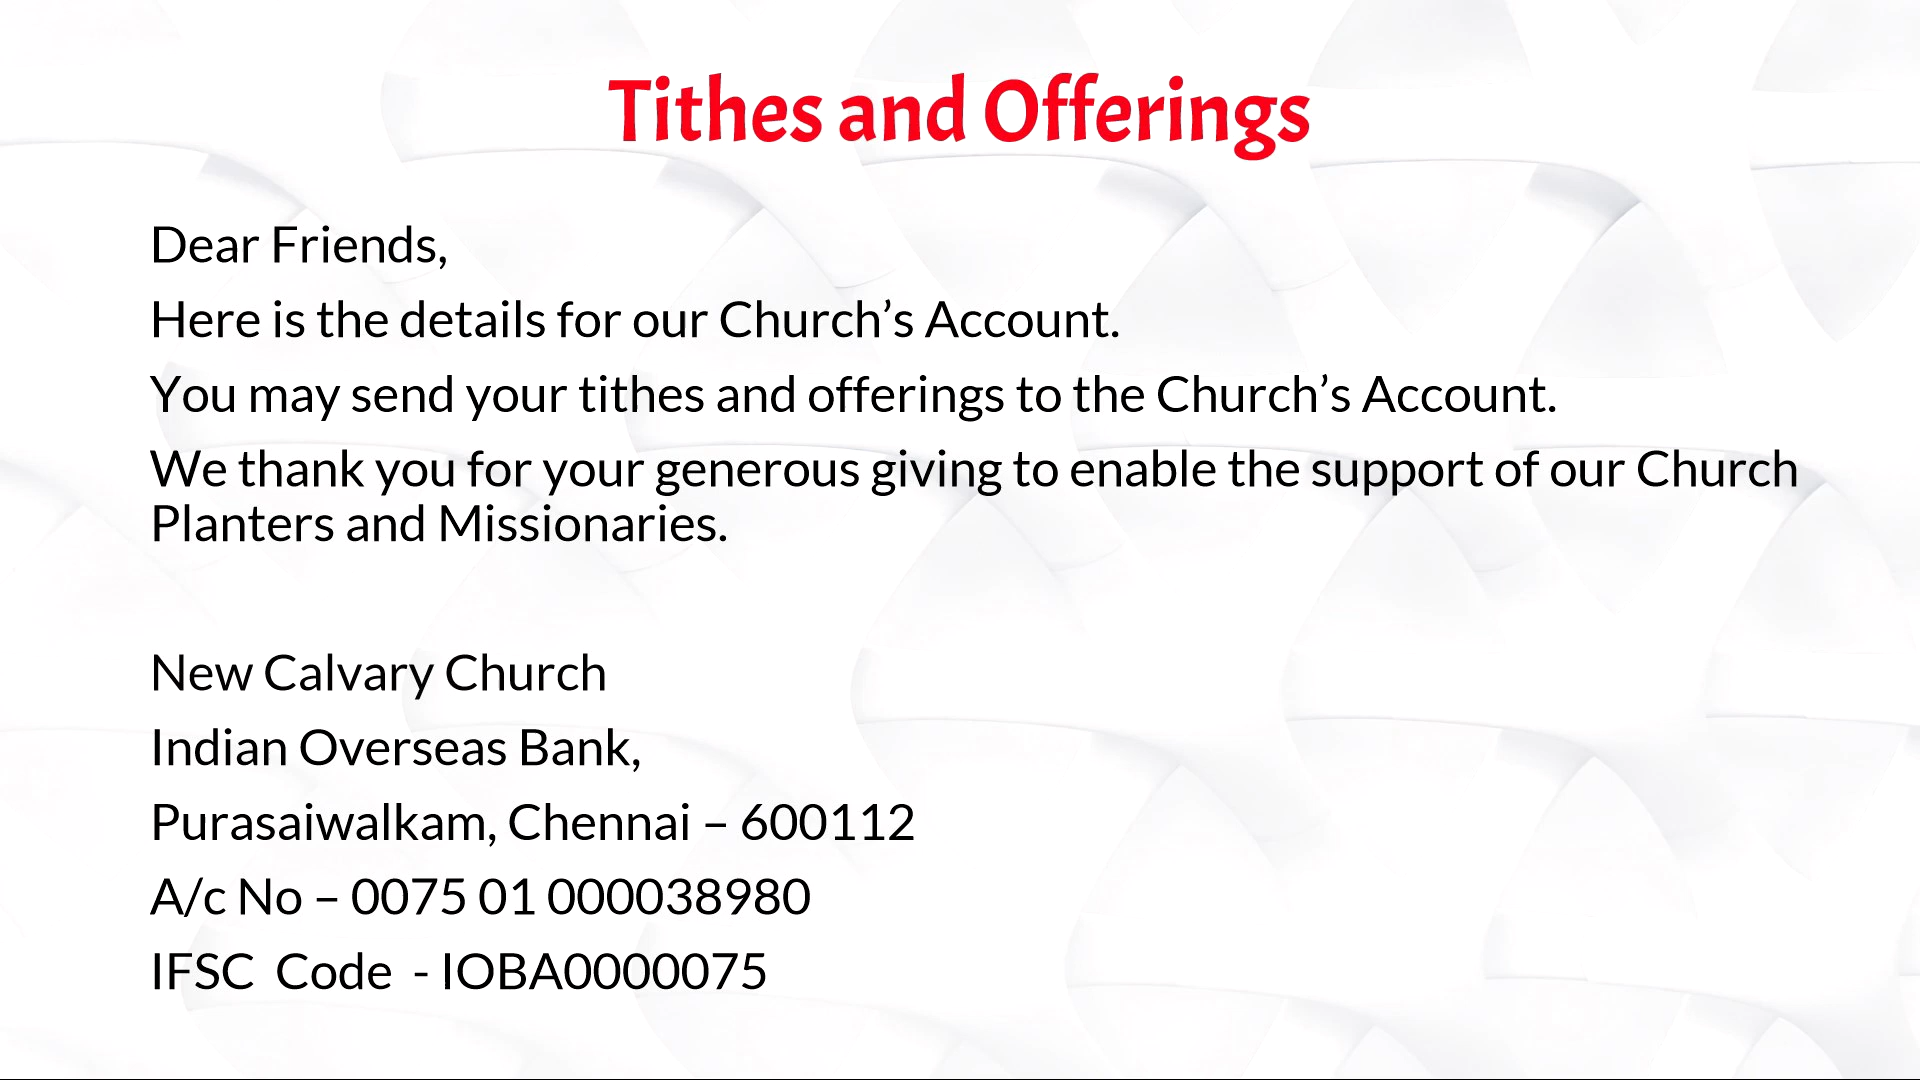 Tithes and Offerings
Dear Friends,
Here is the details for our Church’s Account.
You may send your tithes and offerings to the Church’s Account.
We thank you for your generous giving to enable the support of our Church
Planters and Missionaries.
New Calvary Church
Indian Overseas Bank,
Purasaiwalkam, Chennai – 600112
A/c No – 0075 01 000038980
IFSC  Code  - IOBA0000075